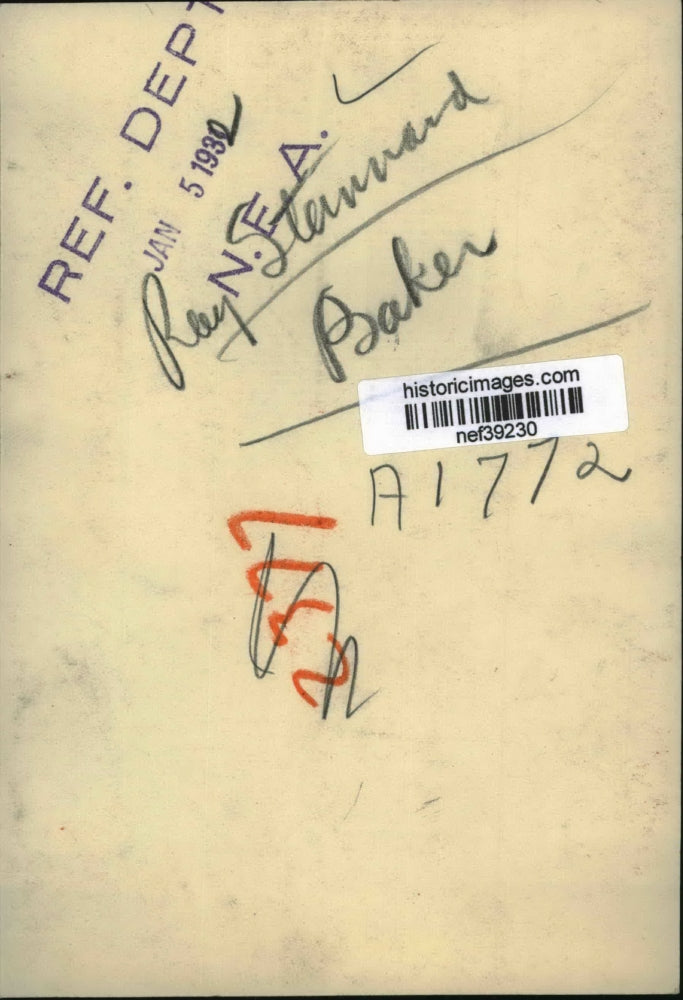 REF. DEPT
JAN 5 1932
N. E. A.
Ray Stannard
Baker
historicimages.com
nef39230
A1772